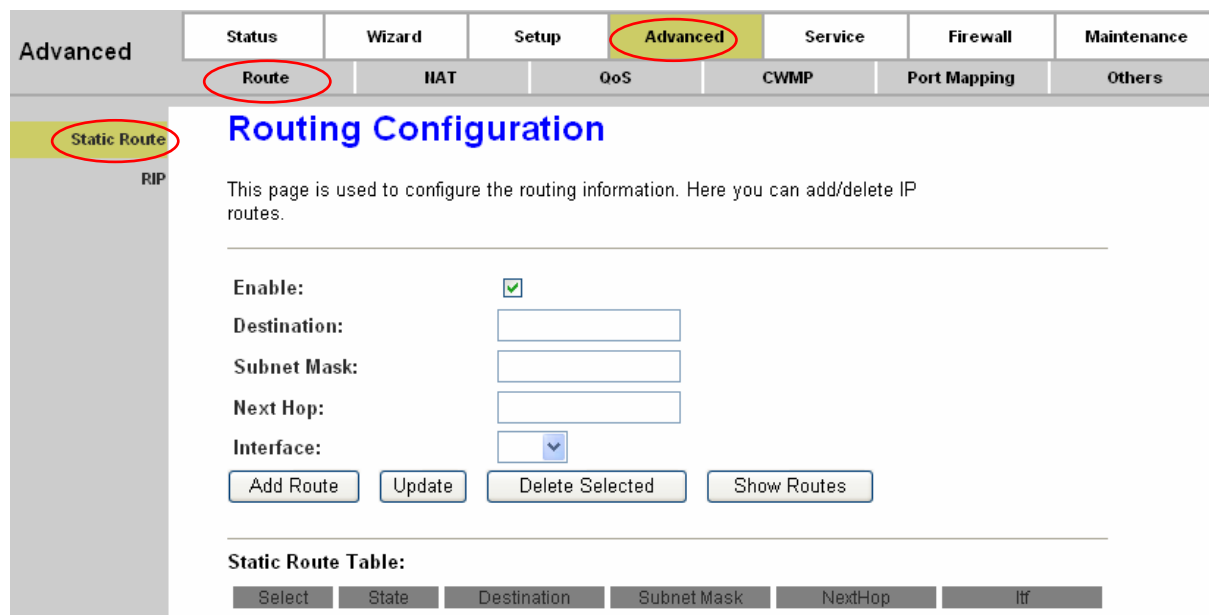 Advanced
Status Wizard Setup Advanced Service Firewall Maintenance
Route NAT QoS CWMP Port Mapping Others
Static Route
RIP
Routing Configuration
This page is used to configure the routing information. Here you can add/delete IP
routes.
Enable:
Destination:
Subnet Mask:
Next Hop:
Interface:
Add Route Update Delete Selected Show Routes
Static Route Table:
Select State Destination Subnet Mask NextHop Itf